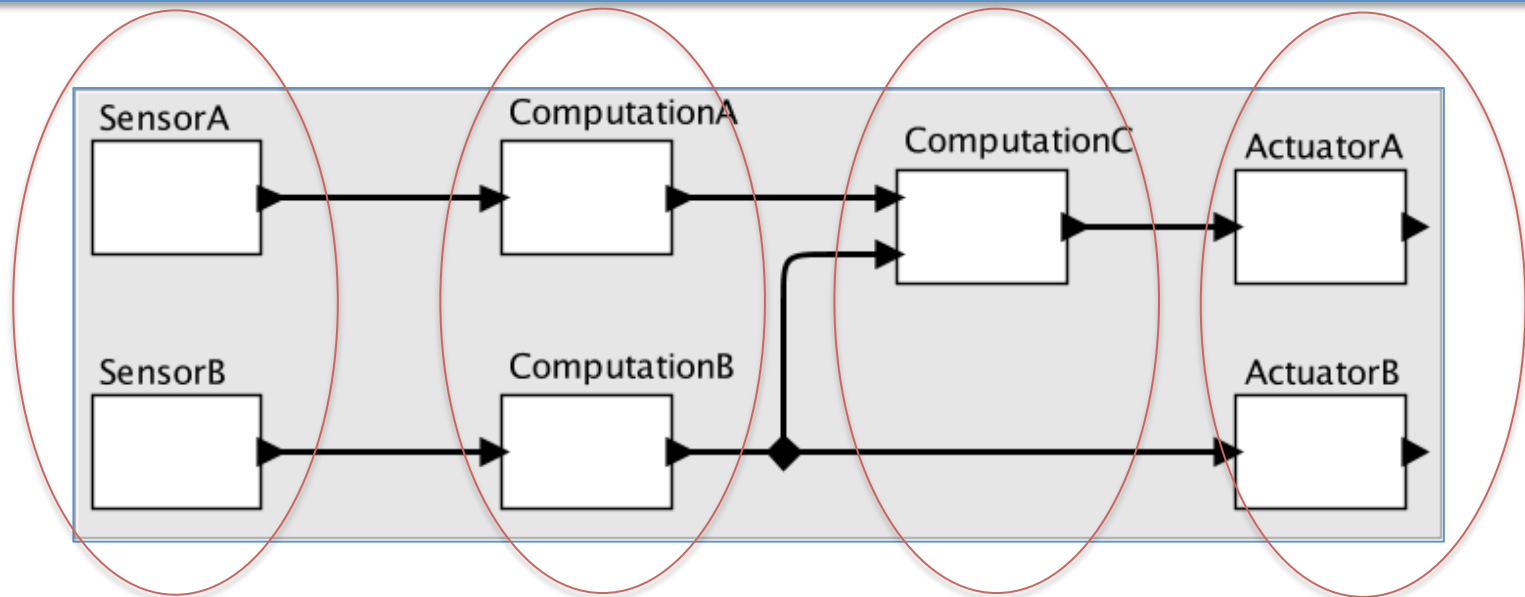 SensorA
ComputationA
ComputationC
ActuatorA
SensorB
ComputationB
ActuatorB